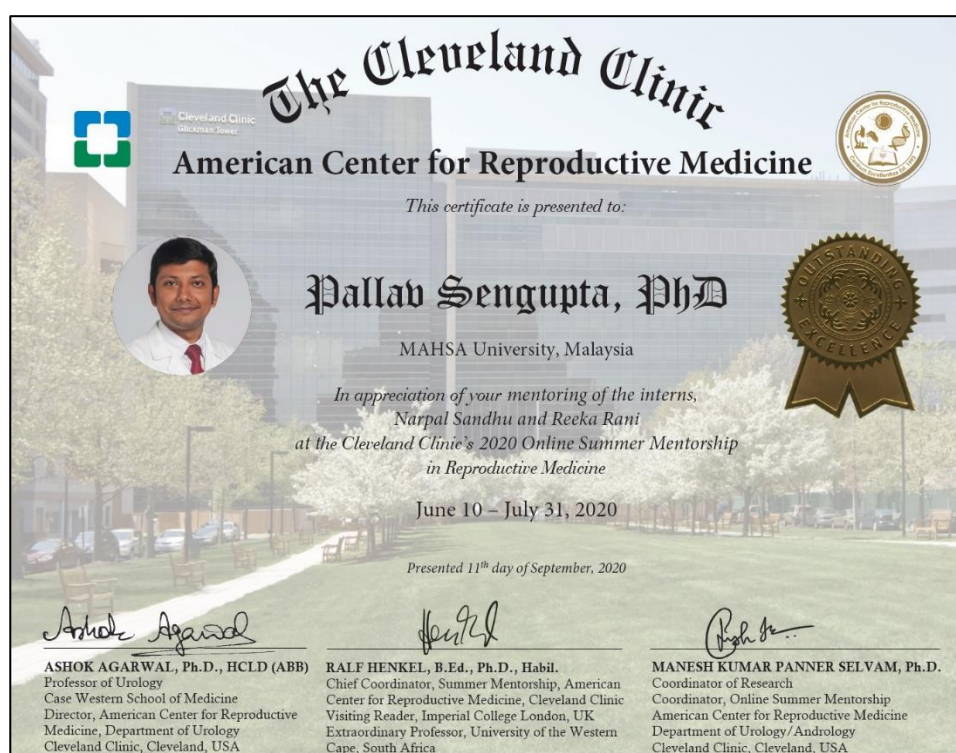 The Cleveland Clinic
Cleveland Clinic
Glickman Tower
American Center for Reproductive Medicine
American Center for Reproductive Medicine
This certificate is presented to:
Pallav Sengupta, PhD
OUTSTANDING
EXCELLENCE
MAHSA University, Malaysia
In appreciation of your mentoring of the interns,
Narpal Sandhu and Reeka Rani
at the Cleveland Clinic's 2020 Online Summer Mentorship
in Reproductive Medicine
June 10 – July 31, 2020
Presented 11th day of September, 2020
Ashok Agarwal
ASHOK AGARWAL, Ph.D., HCLD (ABB)
Professor of Urology
Case Western School of Medicine
Director, American Center for Reproductive
Medicine, Department of Urology
Cleveland Clinic, Cleveland, USA
RALF HENKEL, B.Ed., Ph.D., Habil.
Chief Coordinator, Summer Mentorship, American
Center for Reproductive Medicine, Cleveland Clinic
Visiting Reader, Imperial College London, UK
Extraordinary Professor, University of the Western
Cape, South Africa
MANESH KUMAR PANNER SELVAM, Ph.D.
Coordinator of Research
Coordinator, Online Summer Mentorship
American Center for Reproductive Medicine
Department of Urology/Andrology
Cleveland Clinic, Cleveland, USA